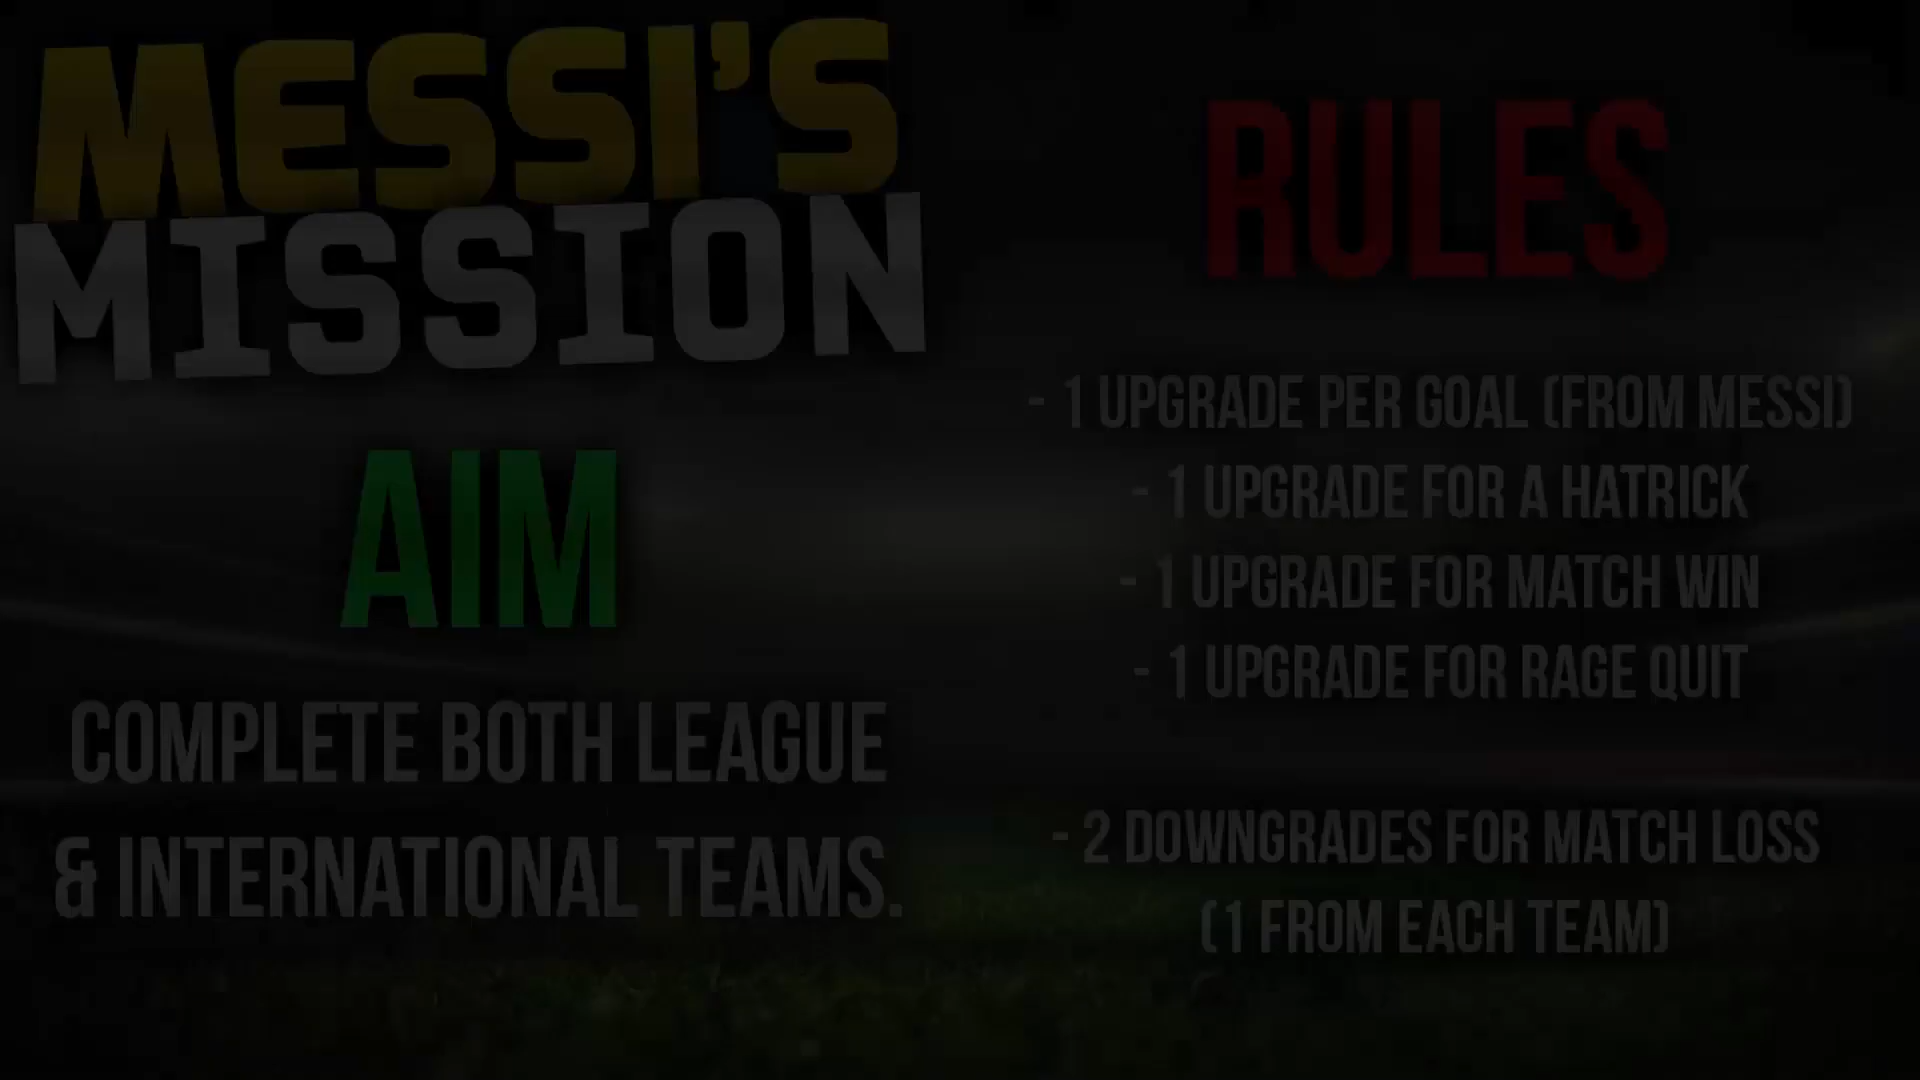 MESSI'S
MISSION
AIM
COMPLETE BOTH LEAGUE
& INTERNATIONAL TEAMS.
RULES
- 1 UPGRADE PER GOAL (FROM MESSI)
- 1 UPGRADE FOR A HATRICK
- 1 UPGRADE FOR MATCH WIN
- 1 UPGRADE FOR RAGE QUIT
- 2 DOWNGRADES FOR MATCH LOSS
(1 FROM EACH TEAM)